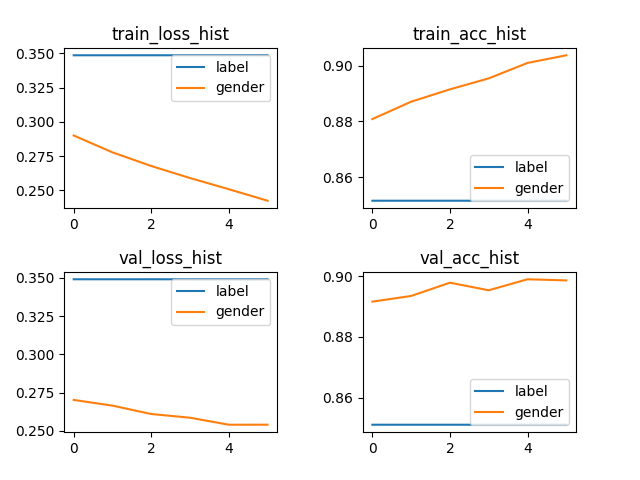 train_loss_hist
0.350
0.325
0.300
0.275
0.250
0
2
4
label
gender
train_acc_hist
0.90
0.88
0.86
0
2
4
label
gender
val_loss_hist
0.350
0.325
0.300
0.275
0.250
0
2
4
label
gender
val_acc_hist
0.90
0.88
0.86
0
2
4
label
gender